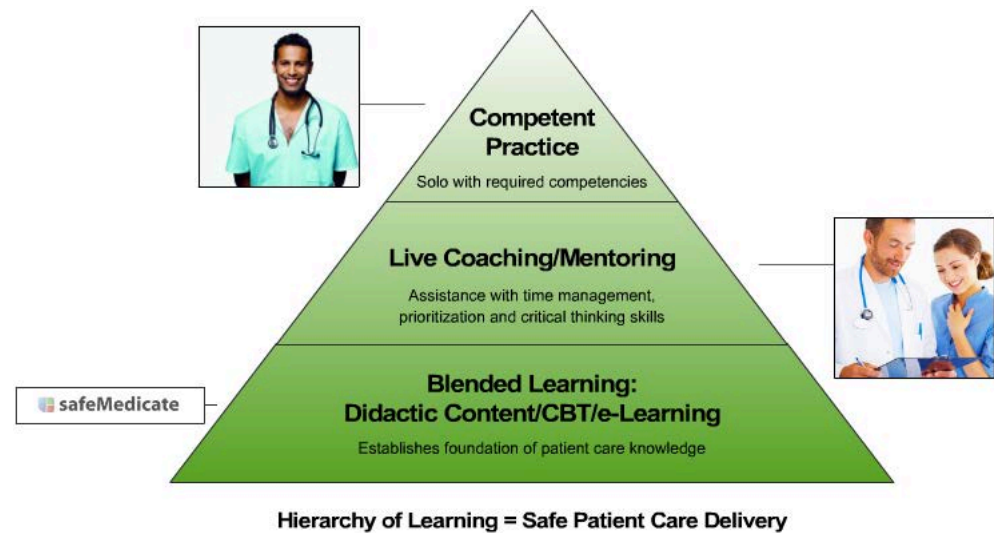 Competent
Practice
Solo with required competencies
Live Coaching/Mentoring
Assistance with time management,
prioritization and critical thinking skills
safeMedicate
Blended Learning:
Didactic Content/CBT/e-Learning
Establishes foundation of patient care knowledge
Hierarchy of Learning = Safe Patient Care Delivery